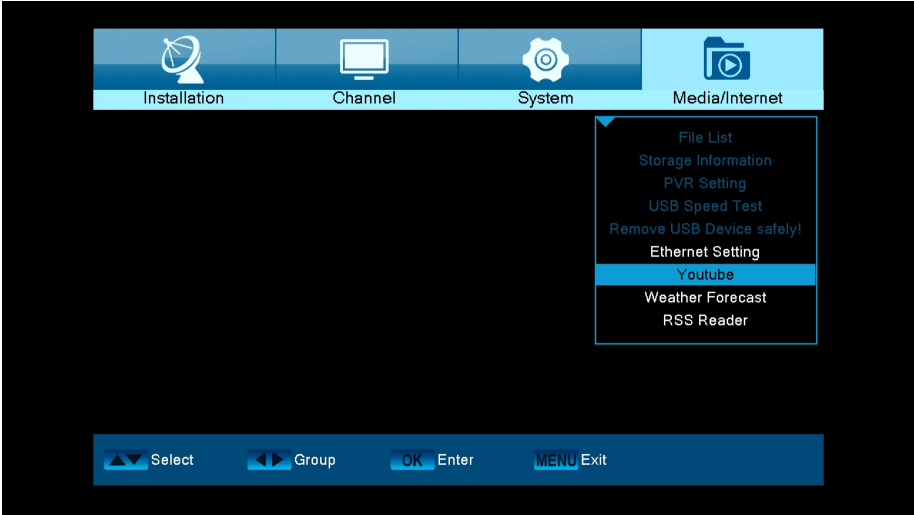 Installation Channel System Media/Internet
File List
Storage Information
PVR Setting
USB Speed Test
Remove USB Device safely!
Ethernet Setting
Youtube
Weather Forecast
RSS Reader
Select Group OK Enter MENU Exit